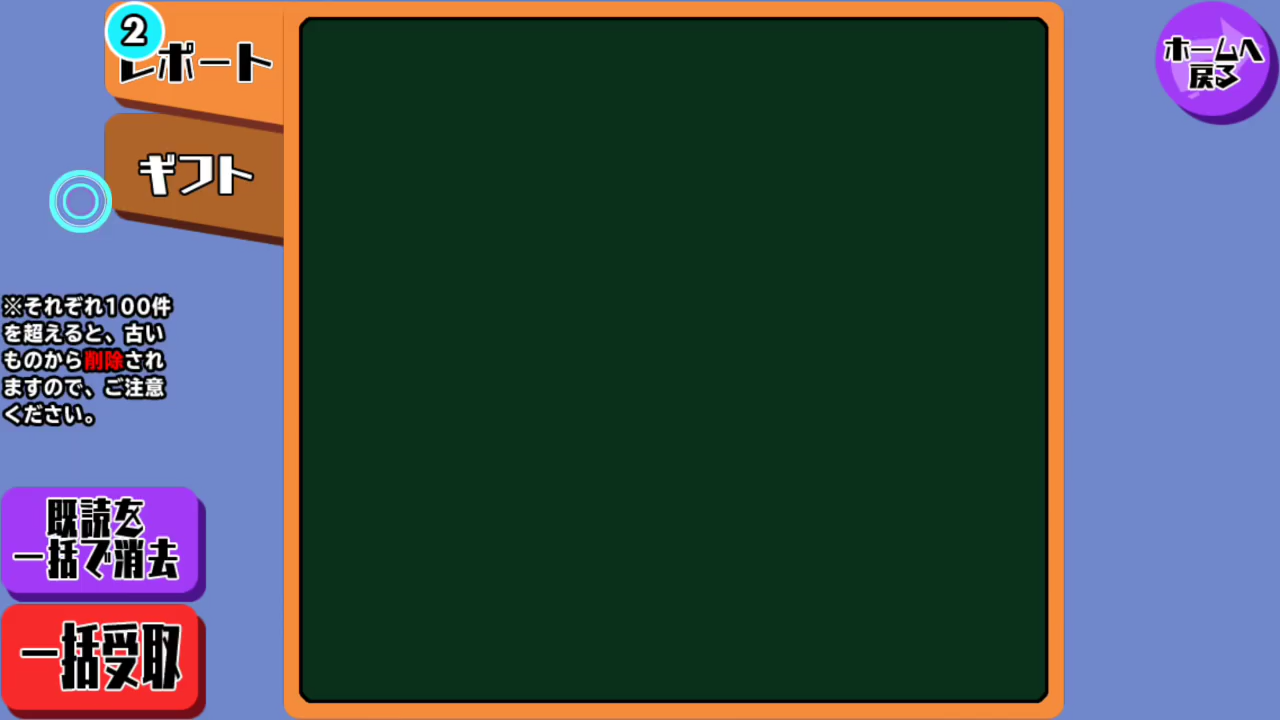 2
レポート
ギフト
ホームへ
戻る
※それぞれ100件
を超えると、古い
ものから削除され
ますので、ご注意
ください。
既読を
一括で消去
一括受取